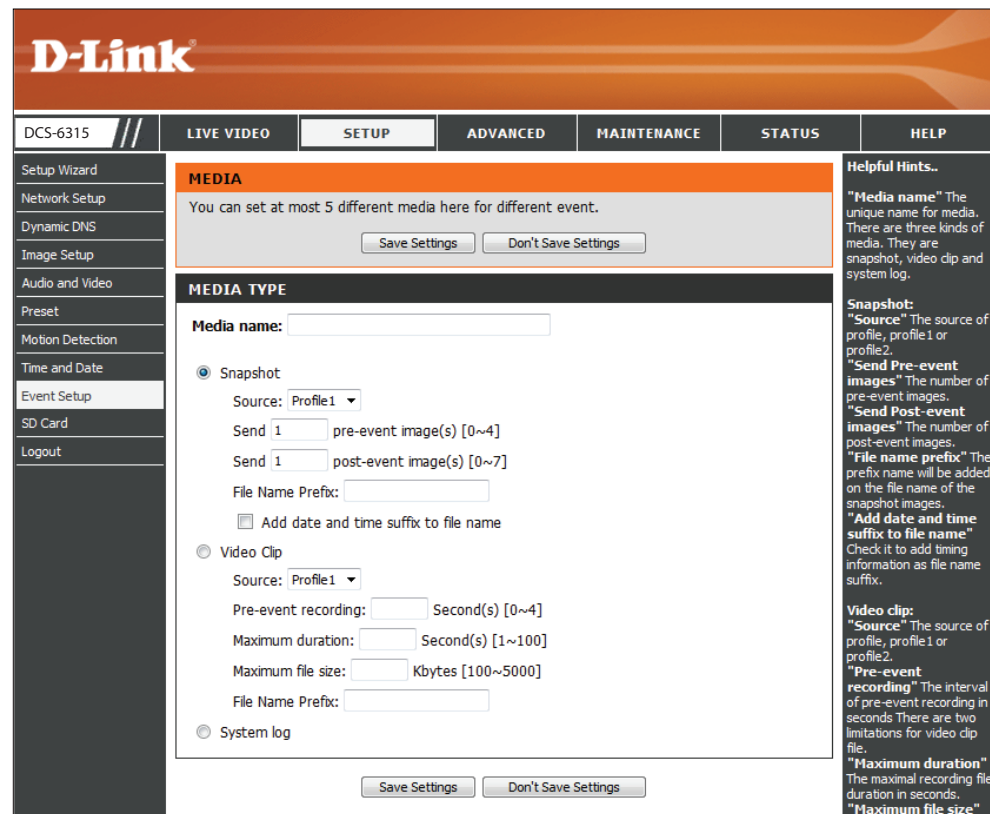 D-Link®
DCS-6315 // LIVE VIDEO SETUP ADVANCED MAINTENANCE STATUS HELP
Setup Wizard
Network Setup
Dynamic DNS
Image Setup
Audio and Video
Preset
Motion Detection
Time and Date
Event Setup
SD Card
Logout
MEDIA
You can set at most 5 different media here for different event.
Save Settings Don't Save Settings
MEDIA TYPE
Media name:
Snapshot
Source: Profile1
Send 1 pre-event image(s) [0~4]
Send 1 post-event image(s) [0~7]
File Name Prefix:
Add date and time suffix to file name
Video Clip
Source: Profile1
Pre-event recording: Second(s) [0~4]
Maximum duration: Second(s) [1~100]
Maximum file size: Kbytes [100~5000]
File Name Prefix:
System log
Save Settings Don't Save Settings
Helpful Hints..
"Media name" The
unique name for media.
There are three kinds of
media. They are
snapshot, video clip and
system log.
Snapshot:
"Source" The source of
profile, profile1 or
profile2.
"Send Pre-event
images" The number of
pre-event images.
"Send Post-event
images" The number of
post-event images.
"File name prefix" The
prefix name will be added
on the file name of the
snapshot images.
"Add date and time
suffix to file name"
Check it to add timing
information as file name
suffix.
Video clip:
"Source" The source of
profile, profile1 or
profile2.
"Pre-event
recording" The interval
of pre-event recording in
seconds There are two
limitations for video clip
file.
"Maximum duration"
The maximal recording file
duration in seconds.
"Maximum file size"